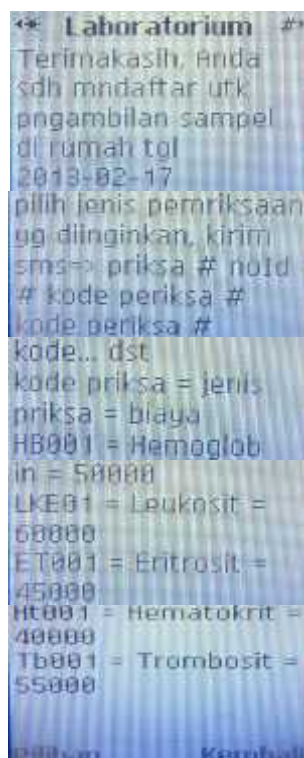 Laboratorium
Terimakasih, Anda
sdh mndaftar utk
pngambilan sampel
di rumah tgl
2013-02-17
pilih jenis pemriksaan
yg diinginkan, kirim
sms=> priksa # noId
# kode periksa #
kode periksa #
kode... dst
kode priksa = jenis
priksa = biaya
HB001 = Hemoglob
in = 50000
LKE01 = Leukosit =
60000
ET001 = Eritrosit =
45000
Ht001 = Hematokrit =
40000
Tb001 = Trombosit =
55000
Pilihan Kembali